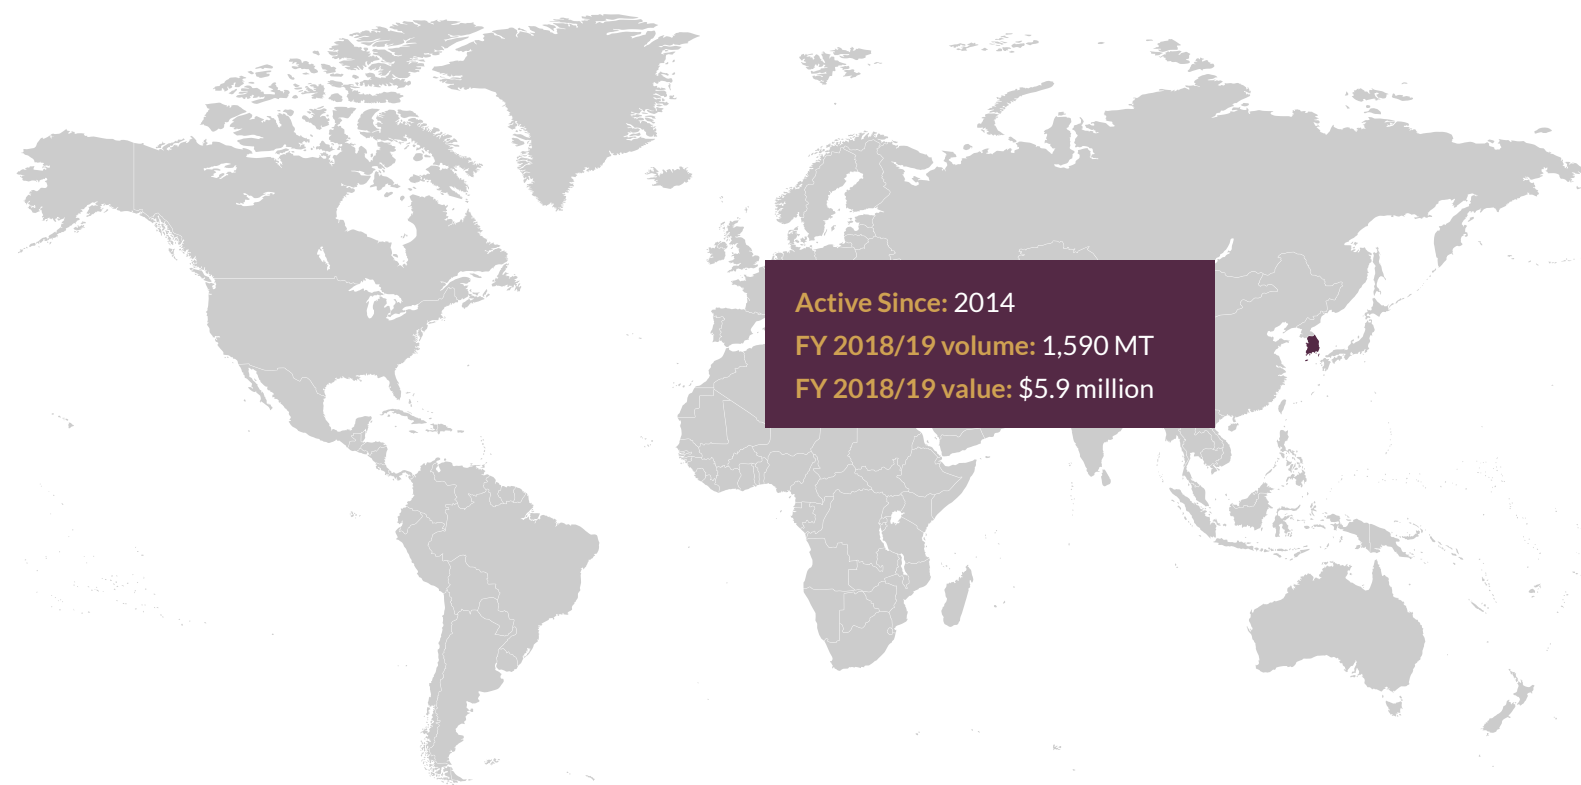 Active Since: 2014
FY 2018/19 volume: 1,590 MT
FY 2018/19 value: $5.9 million